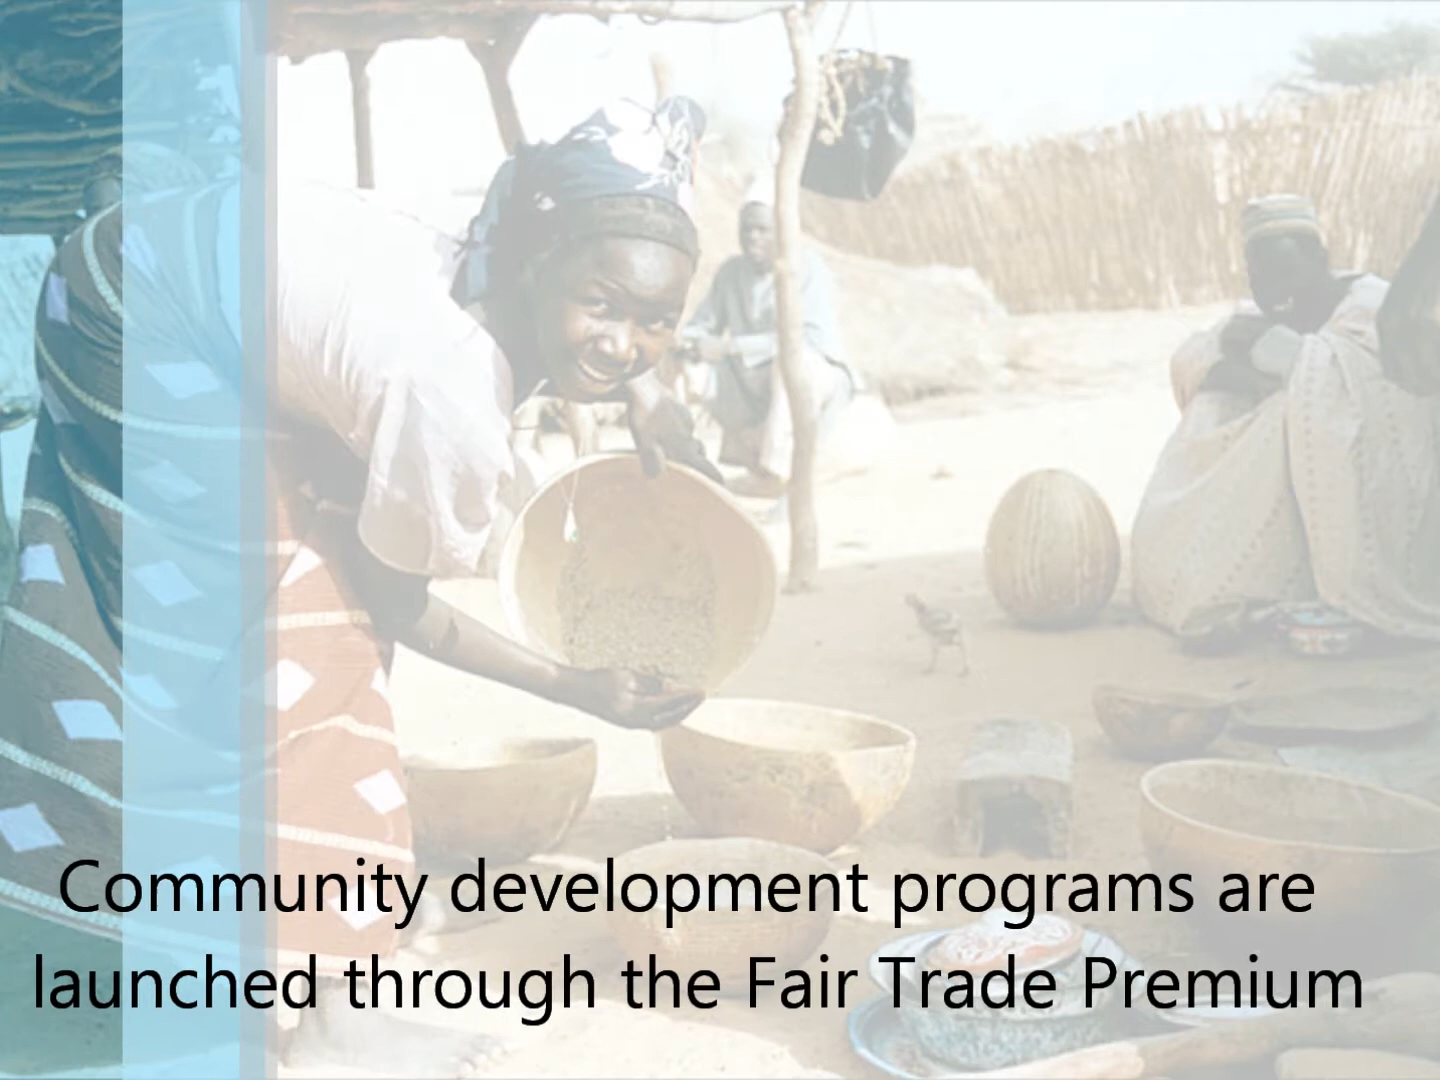 Community development programs are
launched through the Fair Trade Premium